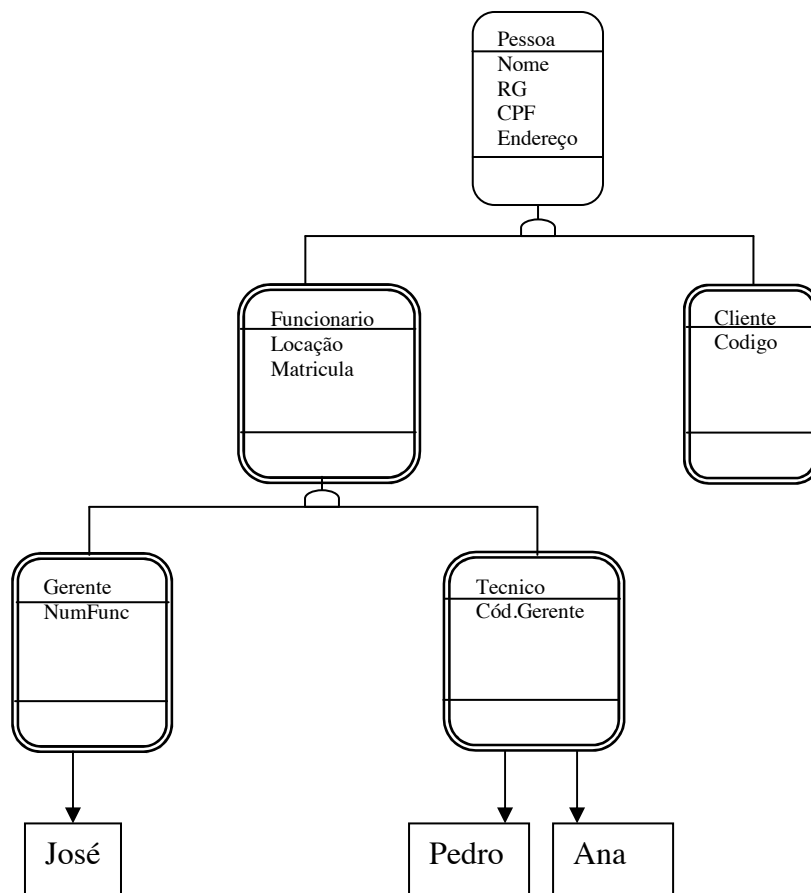 Pessoa
Nome
RG
CPF
Endereço
Funcionario
Locação
Matricula
Cliente
Codigo
Gerente
NumFunc
Tecnico
Cód.Gerente
José
Pedro
Ana